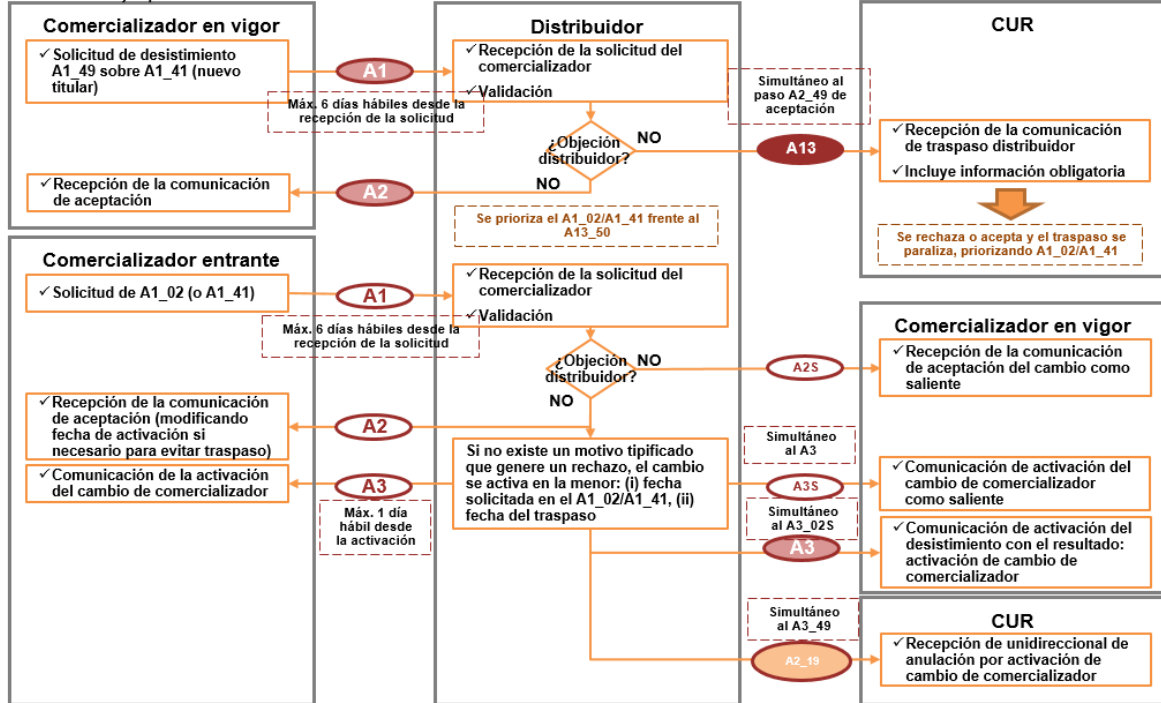 Comercializador en vigor
✓Solicitud de desistimiento
A1_49 sobre A1_41 (nuevo
titular)
A1
Máx. 6 días hábiles desde la
recepción de la solicitud
Distribuidor
✓Recepción de la solicitud del
comercializador
✓Validación
¿Objeción
distribuidor?
NO
NO
Simultáneo al
paso A2_49 de
aceptación
A13
CUR
✓Recepción de la comunicación
de traspaso distribuidor
✓Incluye información obligatoria
Se rechaza o acepta y el traspaso se
paraliza, priorizando A1_02/A1_41
A2
✓Recepción de la comunicación
de aceptación
Se prioriza el A1_02/A1_41 frente al
A13_50
Comercializador entrante
✓Solicitud de A1_02 (o A1_41)
A1
Máx. 6 días hábiles desde la
recepción de la solicitud
✓Recepción de la solicitud del
comercializador
✓Validación
¿Objeción
distribuidor?
NO
NO
A2S
Comercializador en vigor
✓Recepción de la comunicación
de aceptación del cambio como
saliente
A2
✓Recepción de la comunicación
de aceptación (modificando
fecha de activación si
necesario para evitar traspaso)
✓Comunicación de la activación
del cambio de comercializador
A3
Máx. 1 día
hábil desde
la activación
Si no existe un motivo tipificado
que genere un rechazo, el cambio
se activa en la menor: (i) fecha
solicitada en el A1_02/A1_41, (ii)
fecha del traspaso
Simultáneo
al A3
A3S
✓Comunicación de activación del
cambio de comercializador
como saliente
Simultáneo
al A3_02S
A3
✓Comunicación de activación del
desistimiento con el resultado:
activación de cambio de
comercializador
Simultáneo
al A3_49
A2_19
CUR
✓Recepción de unidireccional de
anulación por activación de
cambio de comercializador